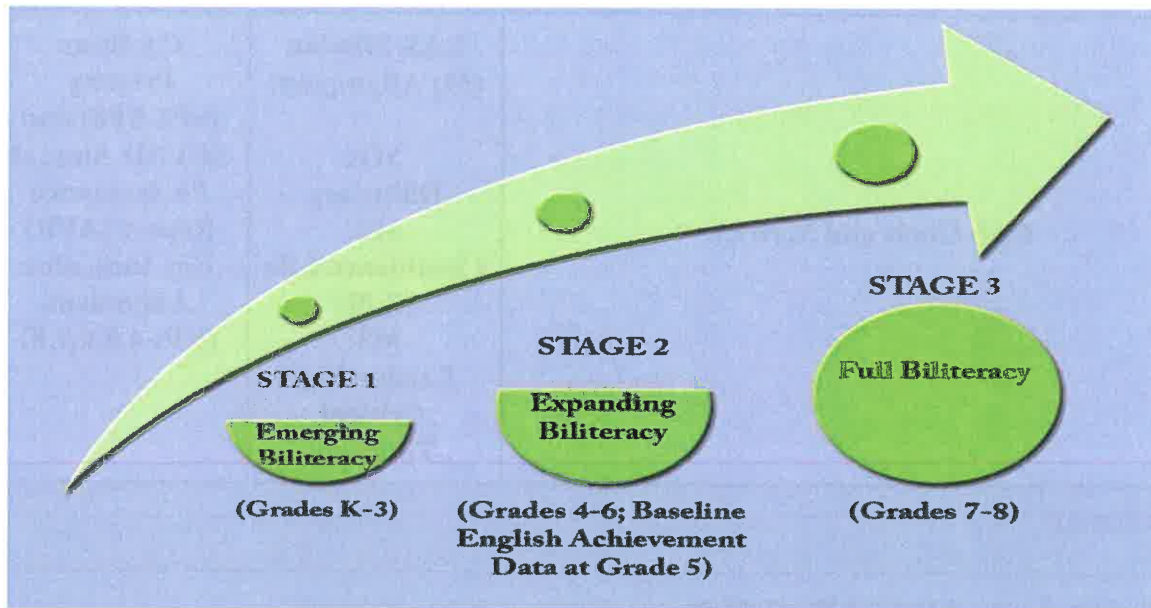 STAGE 1
Emerging
Biliteracy
(Grades K-3)
STAGE 2
Expanding
Biliteracy
(Grades 4-6; Baseline
English Achievement
Data at Grade 5)
STAGE 3
Full Biliteracy
(Grades 7-8)